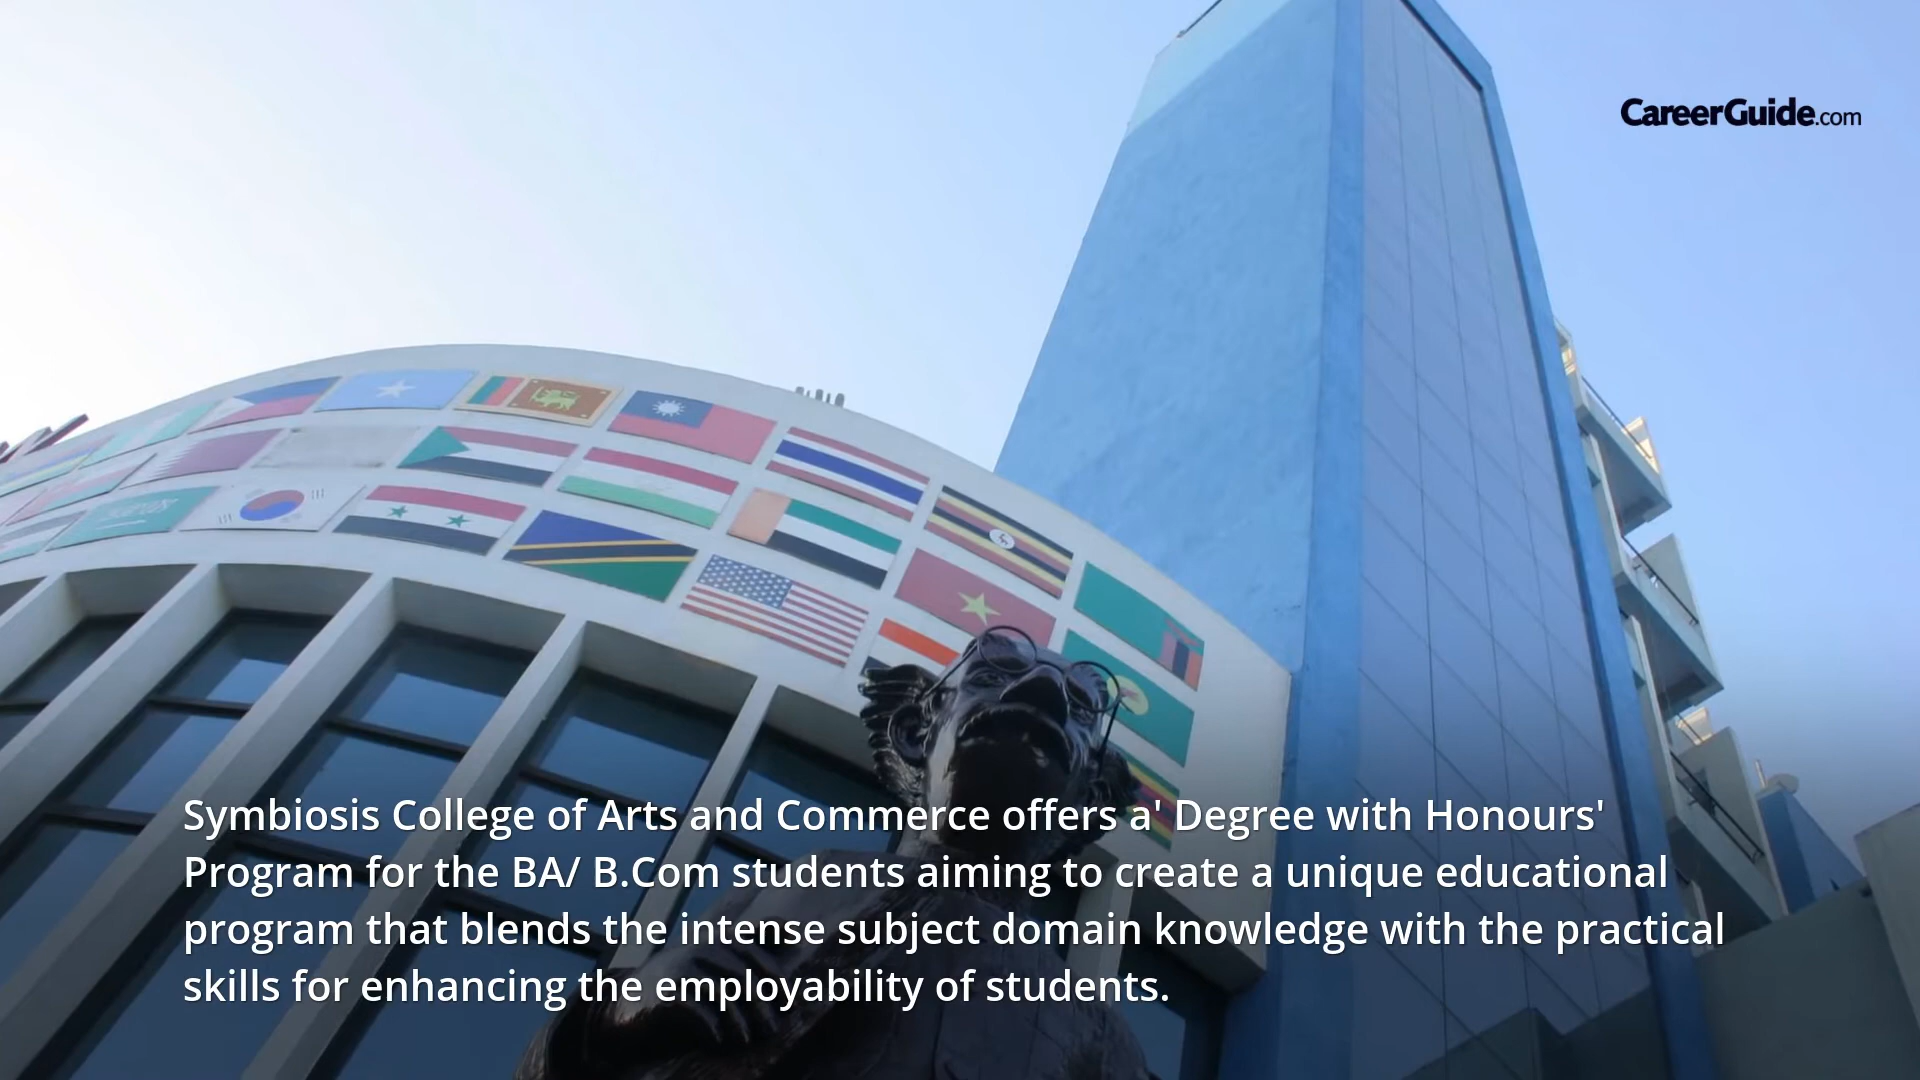 CareerGuide.com
Symbiosis College of Arts and Commerce offers a' Degree with Honours'
Program for the BA/ B.Com students aiming to create a unique educational
program that blends the intense subject domain knowledge with the practical
skills for enhancing the employability of students.